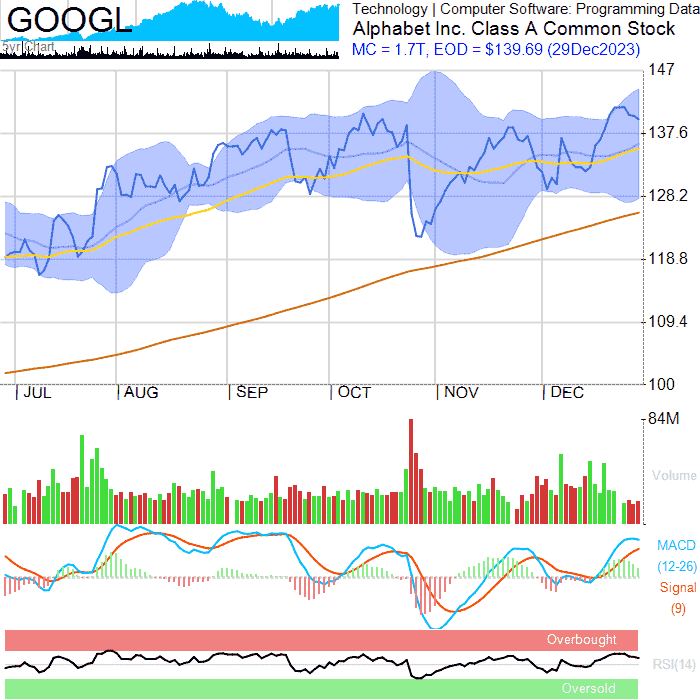 GOOGL
5yr Chart
Technology | Computer Software: Programming Data
Alphabet Inc. Class A Common Stock
MC = 1.7T, EOD = $139.69 (29Dec2023)
147
137.6
128.2
118.8
109.4
100
JUL AUG SEP OCT NOV DEC
84M
Volume
MACD
(12-26)
Signal
(9)
Overbought
RSI(14)
Oversold